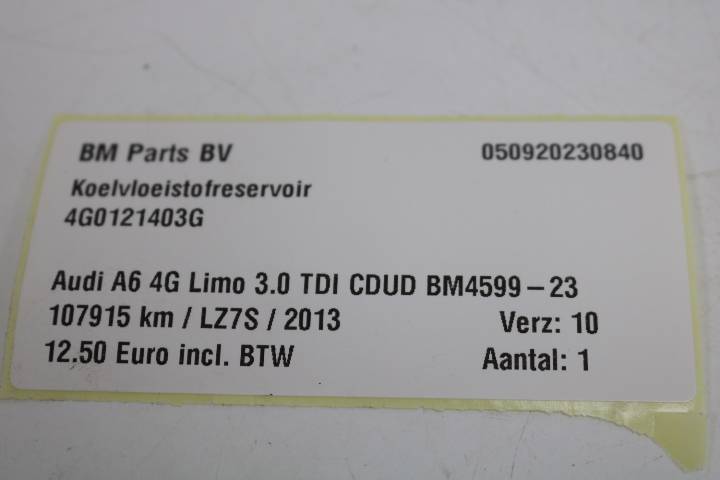 BM Parts BV 050920230840
Koelvloeistofreservoir
4G0121403G
Audi A6 4G Limo 3.0 TDI CDUD BM4599-23
107915 km / LZ7S / 2013 Verz: 10
12.50 Euro incl. BTW Aantal: 1